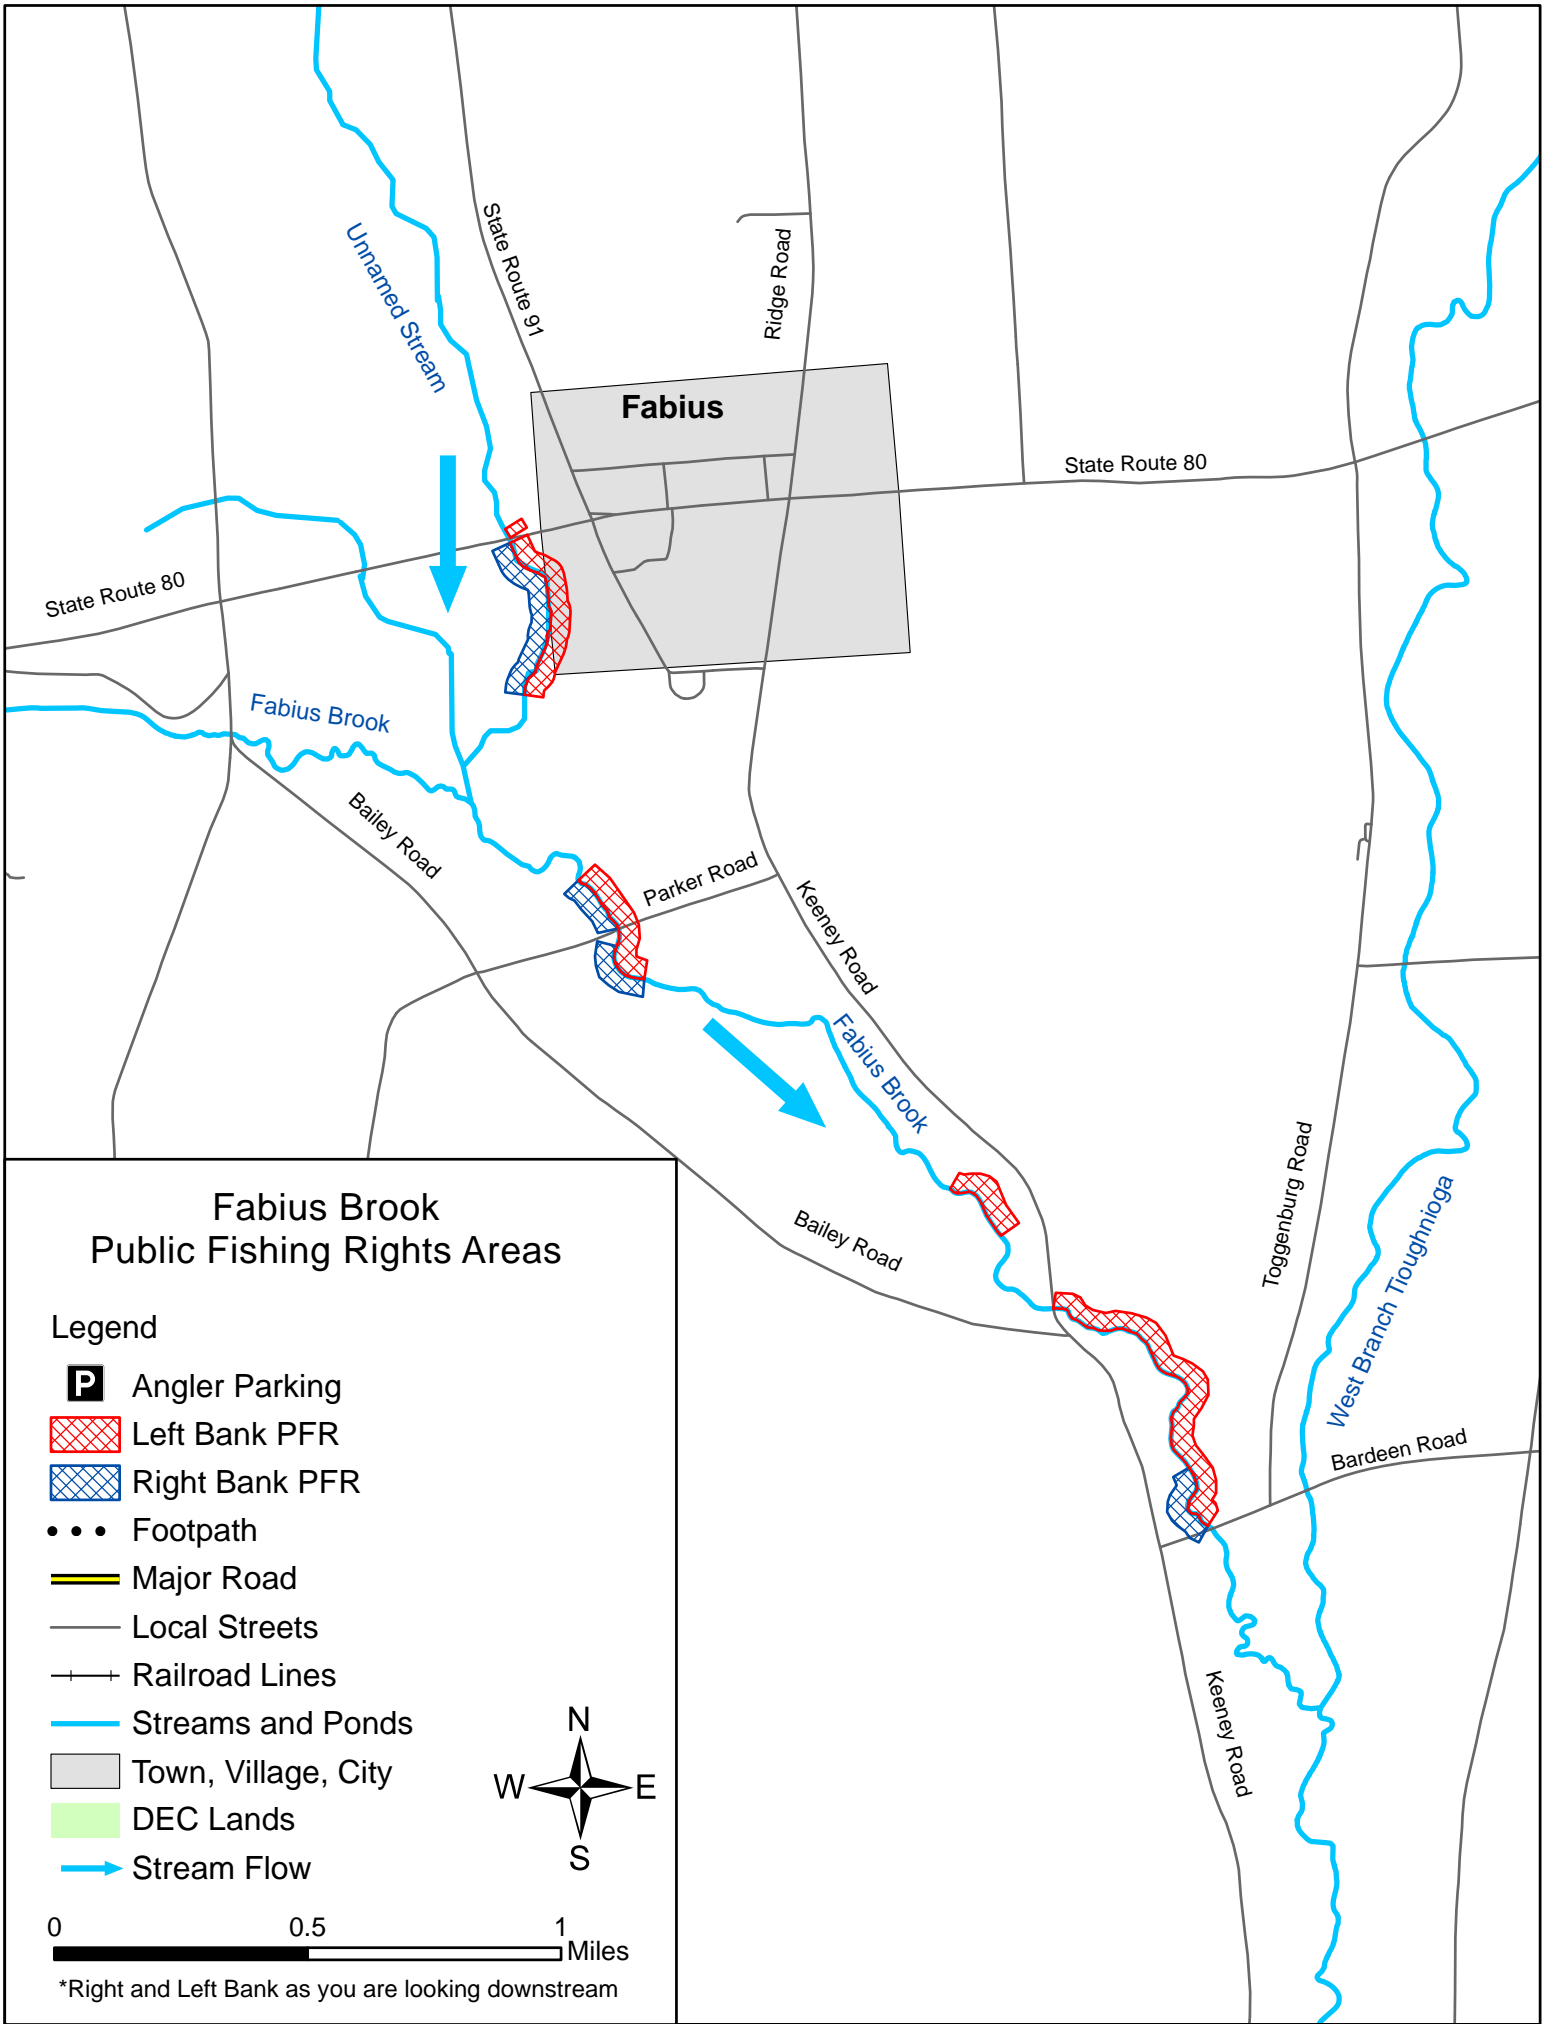 State Route 91
Unnamed Stream
Ridge Road
Fabius
State Route 80
State Route 80
Fabius Brook
Bailey Road
Parker Road
Keeney Road
Fabius Brook
Toggenburg Road
West Branch Tioughnioga
Bailey Road
Bardeen Road
Keeney Road
Fabius Brook
Public Fishing Rights Areas
Legend
P Angler Parking
Left Bank PFR
Right Bank PFR
Footpath
Major Road
Local Streets
Railroad Lines
Streams and Ponds
Town, Village, City
DEC Lands
Stream Flow
N
W E
S
0 0.5 1
Miles
*Right and Left Bank as you are looking downstream